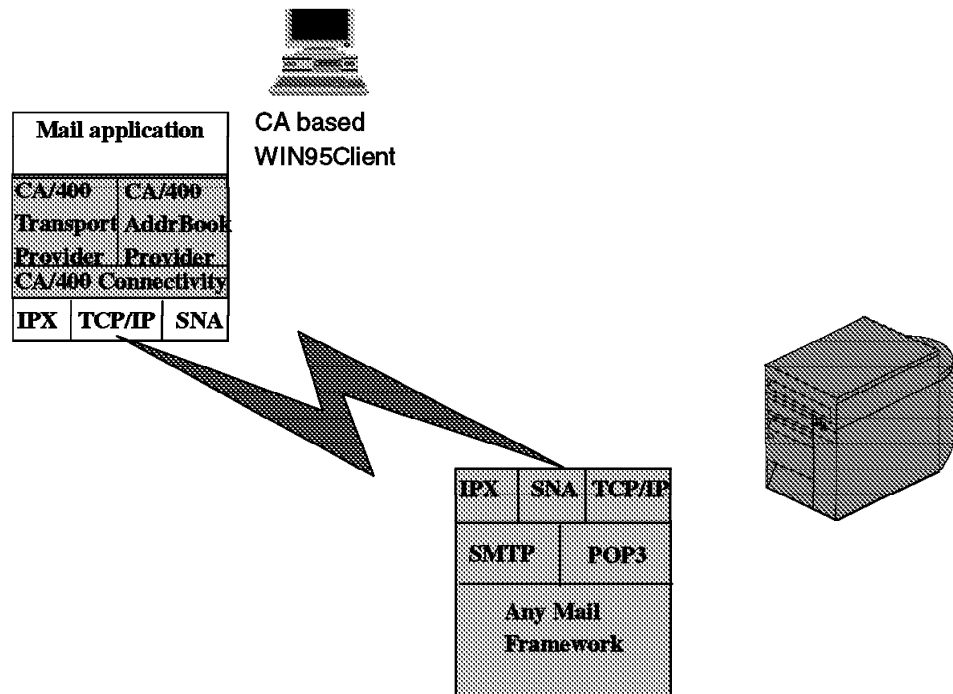 CA based
WIN95Client
Mail application
CA/400 CA/400
Transport AddrBook
Provider Provider
CA/400 Connectivity
IPX TCP/IP SNA
IPX SNA TCP/IP
SMTP POP3
Any Mail
Framework